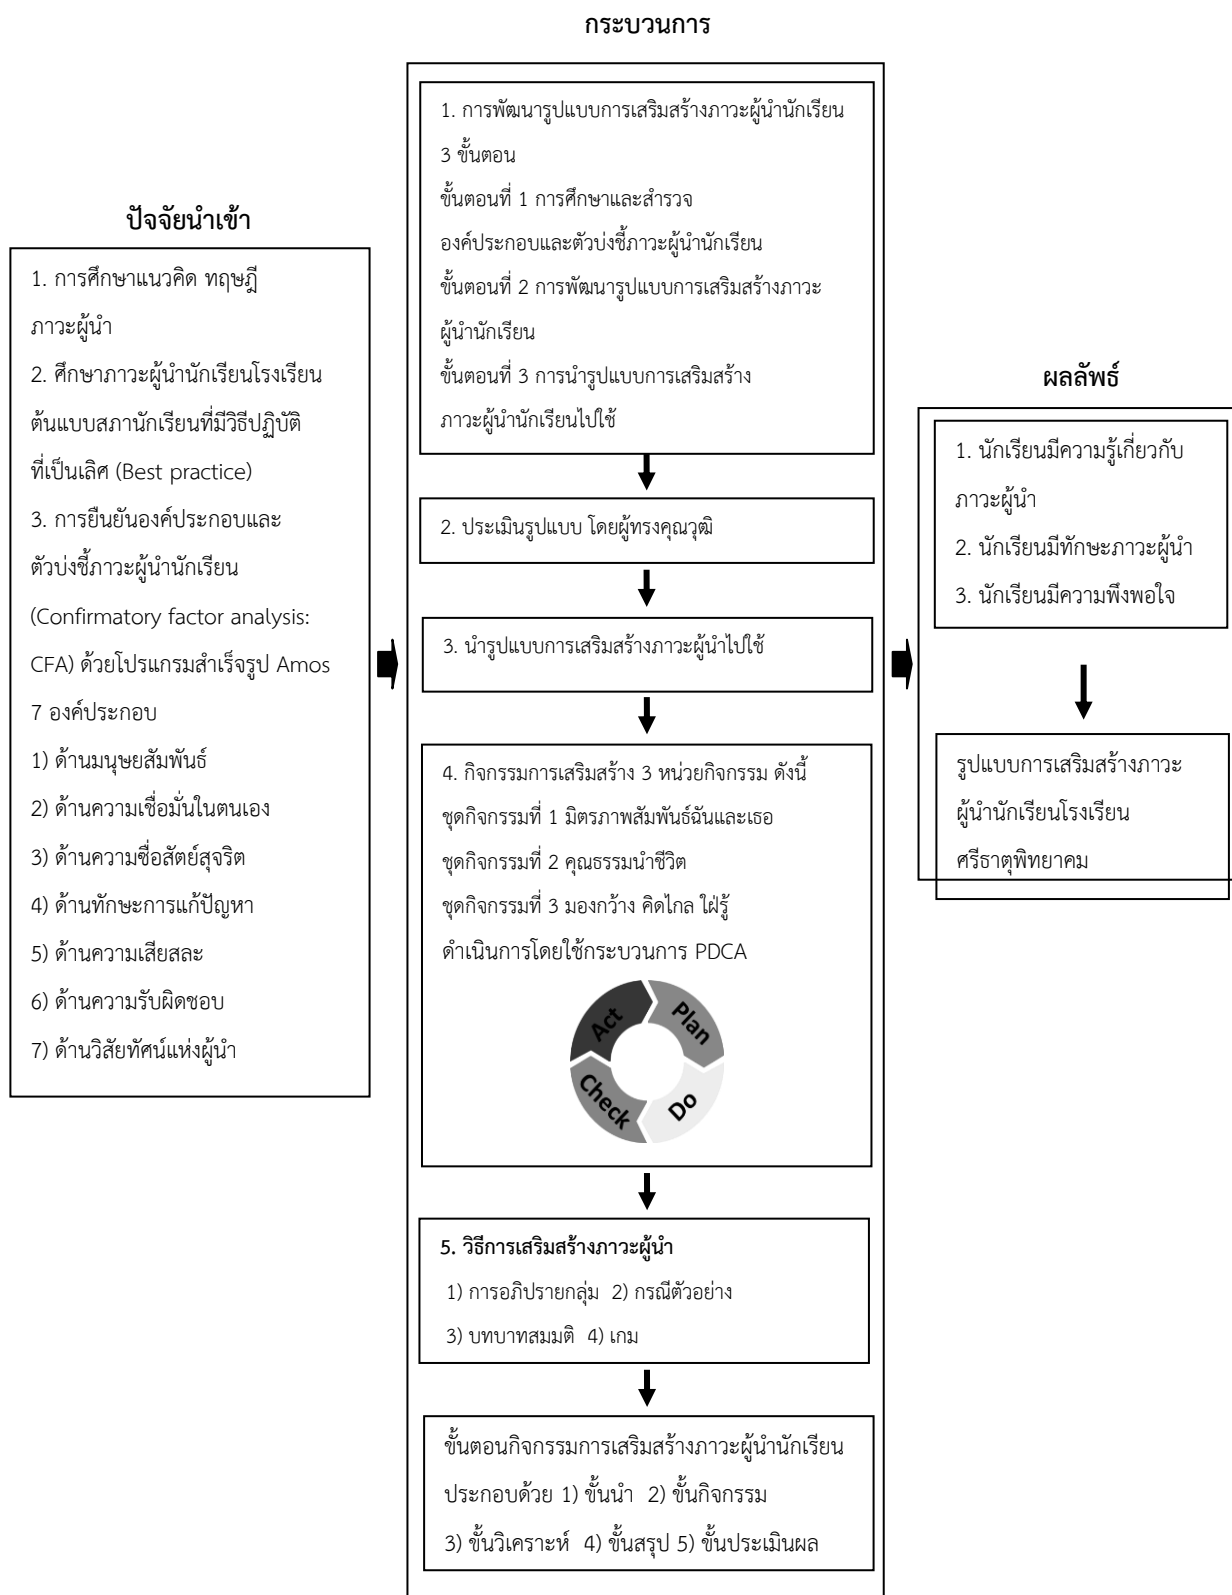 กระบวนการ
ปัจจัยนำเข้า
1. การศึกษาแนวคิด ทฤษฎี
ภาวะผู้นำ
2. ศึกษาภาวะผู้นำนักเรียนโรงเรียน
ต้นแบบสภานักเรียนที่มีวิธีปฏิบัติ
ที่เป็นเลิศ (Best practice)
3. การยืนยันองค์ประกอบและ
ตัวบ่งชี้ภาวะผู้นำนักเรียน
(Confirmatory factor analysis:
CFA) ด้วยโปรแกรมสำเร็จรูป Amos
7 องค์ประกอบ
1) ด้านมนุษยสัมพันธ์
2) ด้านความเชื่อมั่นในตนเอง
3) ด้านความซื่อสัตย์สุจริต
4) ด้านทักษะการแก้ปัญหา
5) ด้านความเสียสละ
6) ด้านความรับผิดชอบ
7) ด้านวิสัยทัศน์แห่งผู้นำ
1. การพัฒนารูปแบบการเสริมสร้างภาวะผู้นำนักเรียน
3 ขั้นตอน
ขั้นตอนที่ 1 การศึกษาและสำรวจ
องค์ประกอบและตัวบ่งชี้ภาวะผู้นำนักเรียน
ขั้นตอนที่ 2 การพัฒนารูปแบบการเสริมสร้างภาวะ
ผู้นำนักเรียน
ขั้นตอนที่ 3 การนำรูปแบบการเสริมสร้าง
ภาวะผู้นำนักเรียนไปใช้
2. ประเมินรูปแบบ โดยผู้ทรงคุณวุฒิ
3. นำรูปแบบการเสริมสร้างภาวะผู้นำไปใช้
4. กิจกรรมการเสริมสร้าง 3 หน่วยกิจกรรม ดังนี้
ชุดกิจกรรมที่ 1 มิตรภาพสัมพันธ์ฉันและเธอ
ชุดกิจกรรมที่ 2 คุณธรรมนำชีวิต
ชุดกิจกรรมที่ 3 มองกว้าง คิดไกล ใฝ่รู้
ดำเนินการโดยใช้กระบวนการ PDCA
Act
Plan
Check
Do
5. วิธีการเสริมสร้างภาวะผู้นำ
1) การอภิปรายกลุ่ม 2) กรณีตัวอย่าง
3) บทบาทสมมติ 4) เกม
ขั้นตอนกิจกรรมการเสริมสร้างภาวะผู้นำนักเรียน
ประกอบด้วย 1) ขั้นนำ 2) ขั้นกิจกรรม
3) ขั้นวิเคราะห์ 4) ขั้นสรุป 5) ขั้นประเมินผล
ผลลัพธ์
1. นักเรียนมีความรู้เกี่ยวกับ
ภาวะผู้นำ
2. นักเรียนมีทักษะภาวะผู้นำ
3. นักเรียนมีความพึงพอใจ
รูปแบบการเสริมสร้างภาวะ
ผู้นำนักเรียนโรงเรียน
ศรีธาตุพิทยาคม